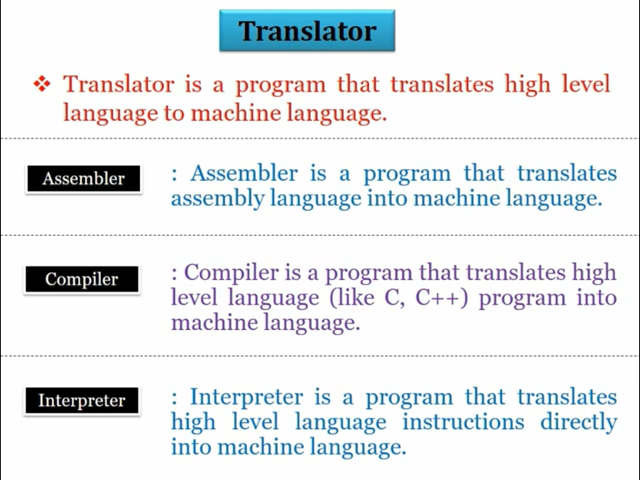 Translator
❖ Translator is a program that translates high level
language to machine language.
Assembler
: Assembler is a program that translates
assembly language into machine language.
Compiler
: Compiler is a program that translates high
level language (like C, C++) program into
machine language.
Interpreter
: Interpreter is a program that translates
high level language instructions directly
into machine language.